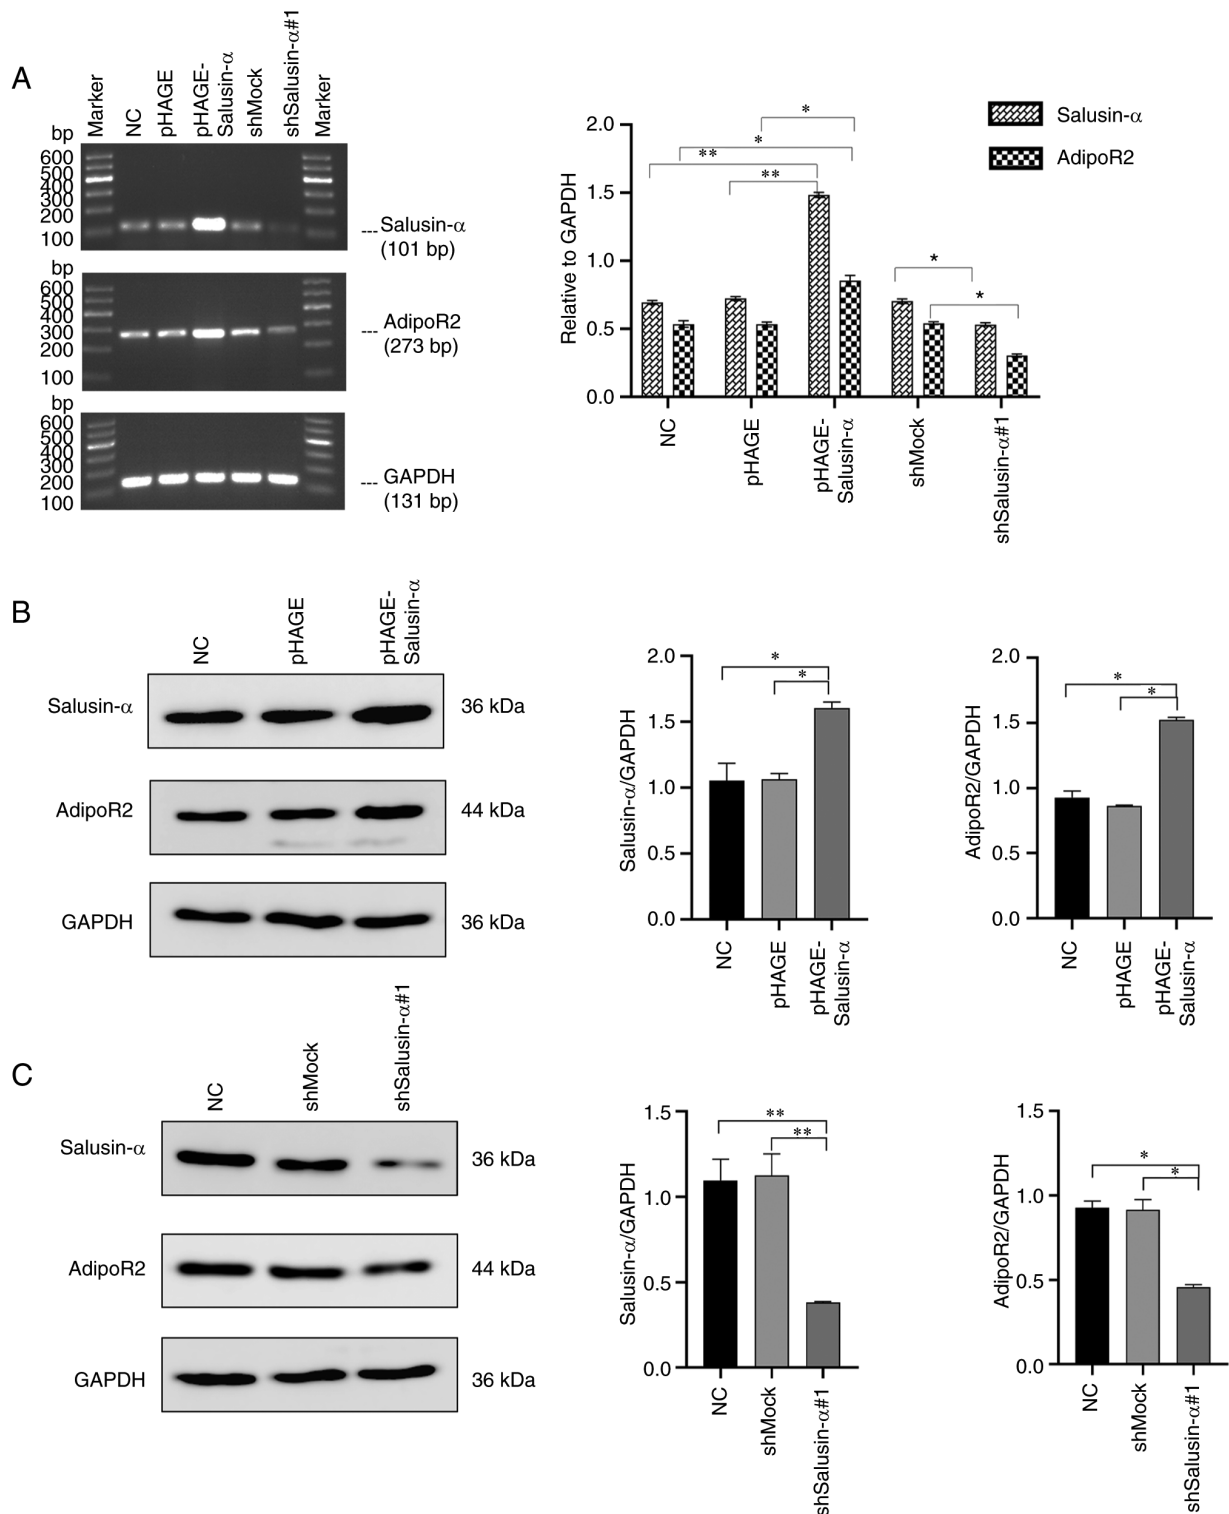 A
Marker
NC
pHAGE
pHAGE-
Salusin-α
shMock
shSalusin-α#1
Marker
bp
600
500
400
300
200
100
--- Salusin-α
(101 bp)
bp
600
500
400
300
200
100
--- AdipoR2
(273 bp)
bp
600
500
400
300
200
100
--- GAPDH
(131 bp)
Salusin-α
AdipoR2
Relative to GAPDH
2.0
1.5
1.0
0.5
0.0
*
*
**
**
*
*
NC
pHAGE
pHAGE-
Salusin-α
shMock
shSalusin-α#1
B
NC
pHAGE
pHAGE-
Salusin-α
Salusin-α
36 kDa
AdipoR2
44 kDa
GAPDH
36 kDa
Salusin-α/GAPDH
2.0
1.5
1.0
0.5
0.0
*
*
NC
pHAGE
pHAGE-
Salusin-α
AdipoR2/GAPDH
2.0
1.5
1.0
0.5
0.0
*
*
NC
pHAGE
pHAGE-
Salusin-α
C
NC
shMock
shSalusin-α#1
Salusin-α
36 kDa
AdipoR2
44 kDa
GAPDH
36 kDa
Salusin-α/GAPDH
1.5
1.0
0.5
0.0
**
**
NC
shMock
shSalusin-α#1
AdipoR2/GAPDH
1.5
1.0
0.5
0.0
*
*
NC
shMock
shSalusin-α#1